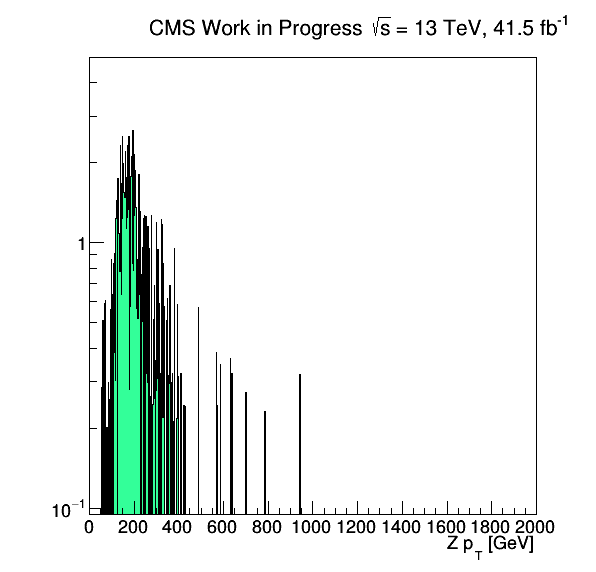 CMS Work in Progress √s = 13 TeV, 41.5 fb⁻¹
1
10⁻¹
0 200 400 600 800 1000 1200 1400 1600 1800 2000
Z p_T [GeV]